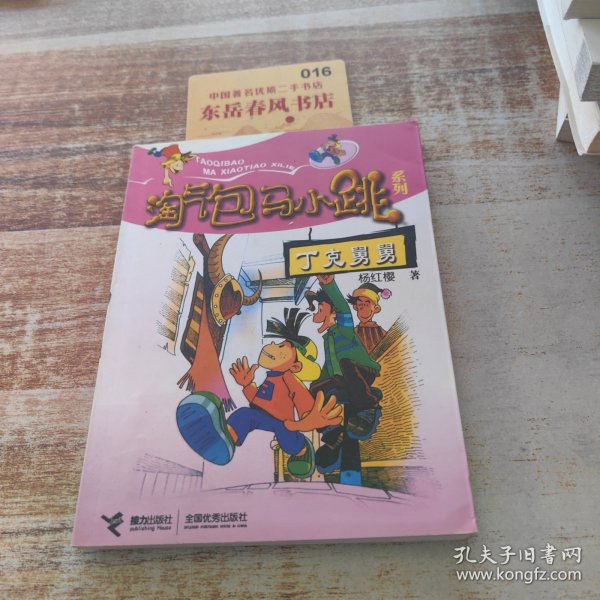 016
中国著名优质二手书店
东岳春风书店
TAOQIBAO
MA XIAOTIAO XILIE
淘气包马小跳
系列
丁克舅舅
杨红樱 著
接力出版社
publishing House
全国优秀出版社
孔夫子旧书网
www.kongfz.com